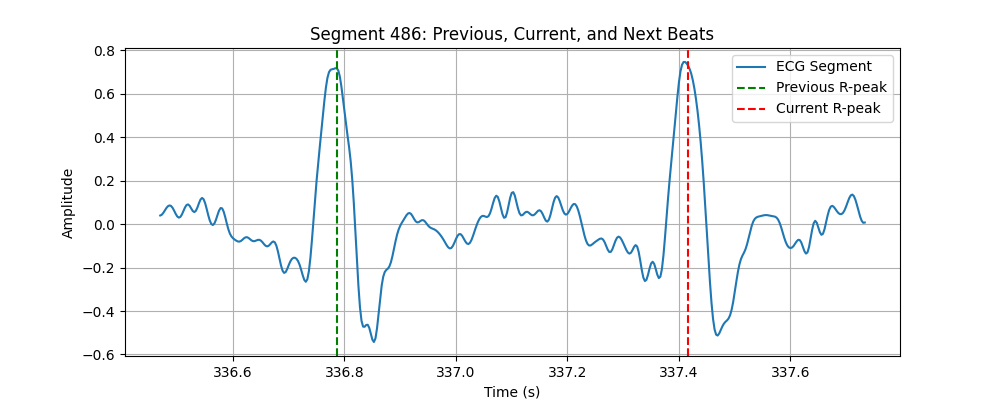 Segment 486: Previous, Current, and Next Beats
ECG Segment
Previous R-peak
Current R-peak
Amplitude
0.8
0.6
0.4
0.2
0.0
−0.2
−0.4
−0.6
336.6 336.8 337.0 337.2 337.4 337.6
Time (s)